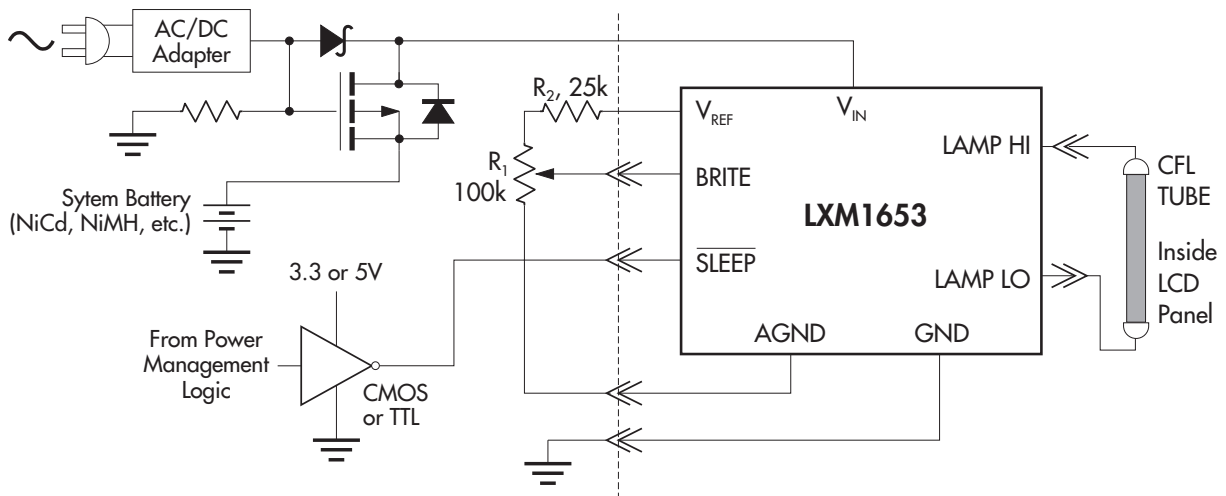 AC/DC
Adapter
R2, 25k
VREF
VIN
LAMP HI
R1
100k
BRITE
CFL
TUBE
LXM1653
Sytem Battery
(NiCd, NiMH, etc.)
SLEEP
Inside
LCD
Panel
LAMP LO
3.3 or 5V
AGND
GND
From Power
Management
Logic
CMOS
or TTL